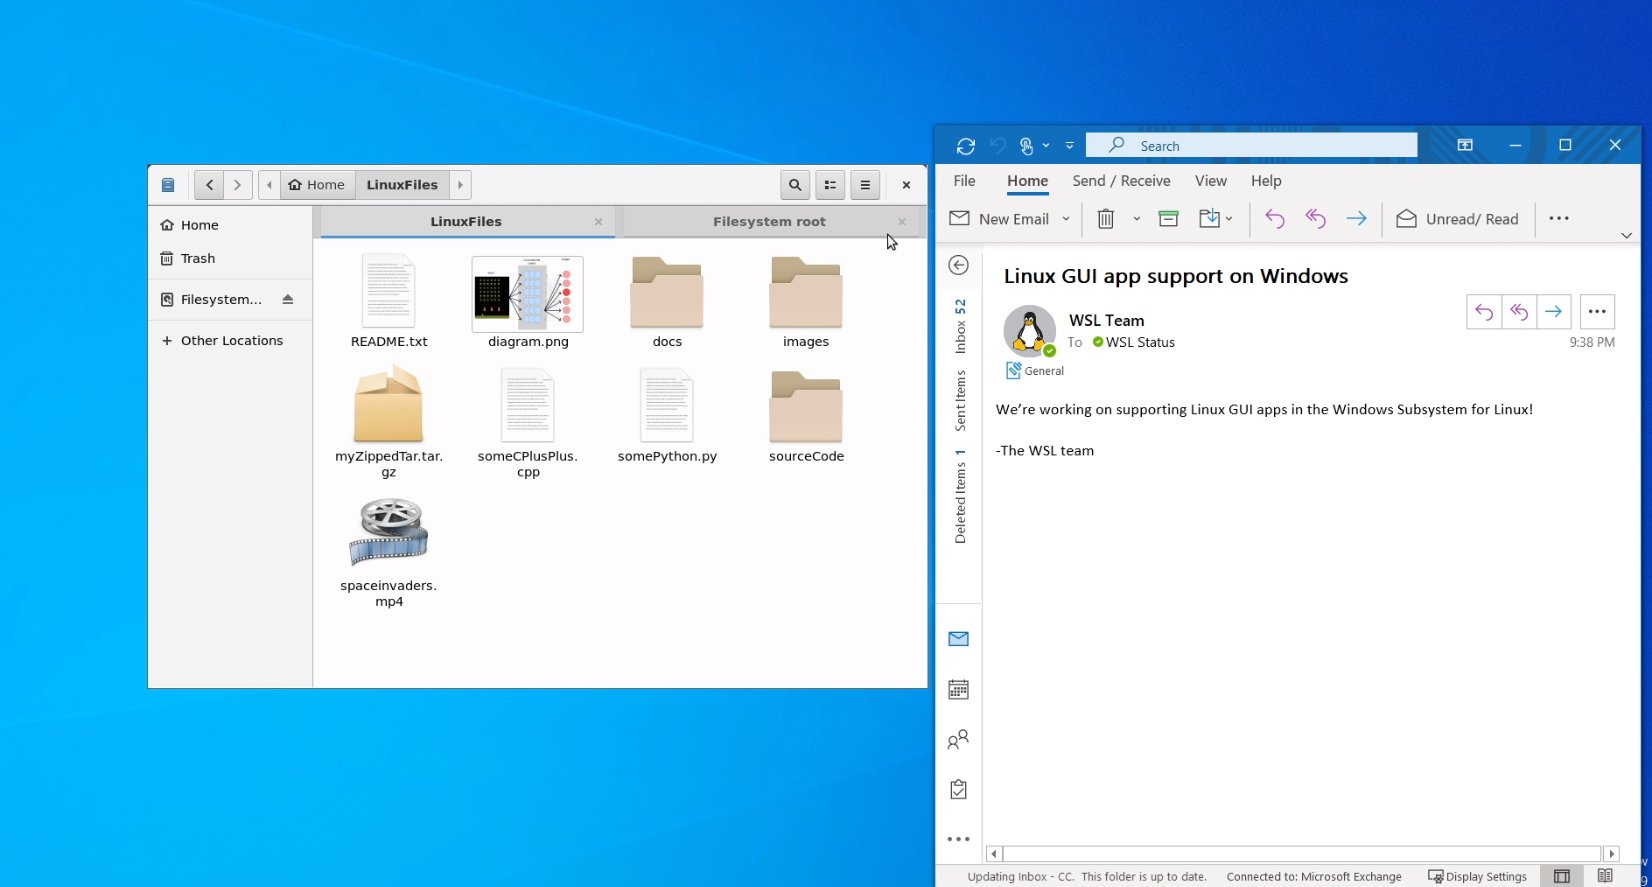 Home
LinuxFiles
LinuxFiles
Filesystem root
Home
Trash
Filesystem...
Other Locations
README.txt
diagram.png
docs
images
myZippedTar.tar.
gz
someCPlusPlus.
cpp
somePython.py
sourceCode
spaceinvaders.
mp4
Search
File
Home
Send / Receive
View
Help
New Email
Unread/ Read
Inbox 52
Sent Items
Deleted Items 1
Linux GUI app support on Windows
WSL Team
To WSL Status
9:38 PM
General
We’re working on supporting Linux GUI apps in the Windows Subsystem for Linux!
-The WSL team
Updating Inbox - CC. This folder is up to date.
Connected to: Microsoft Exchange
Display Settings